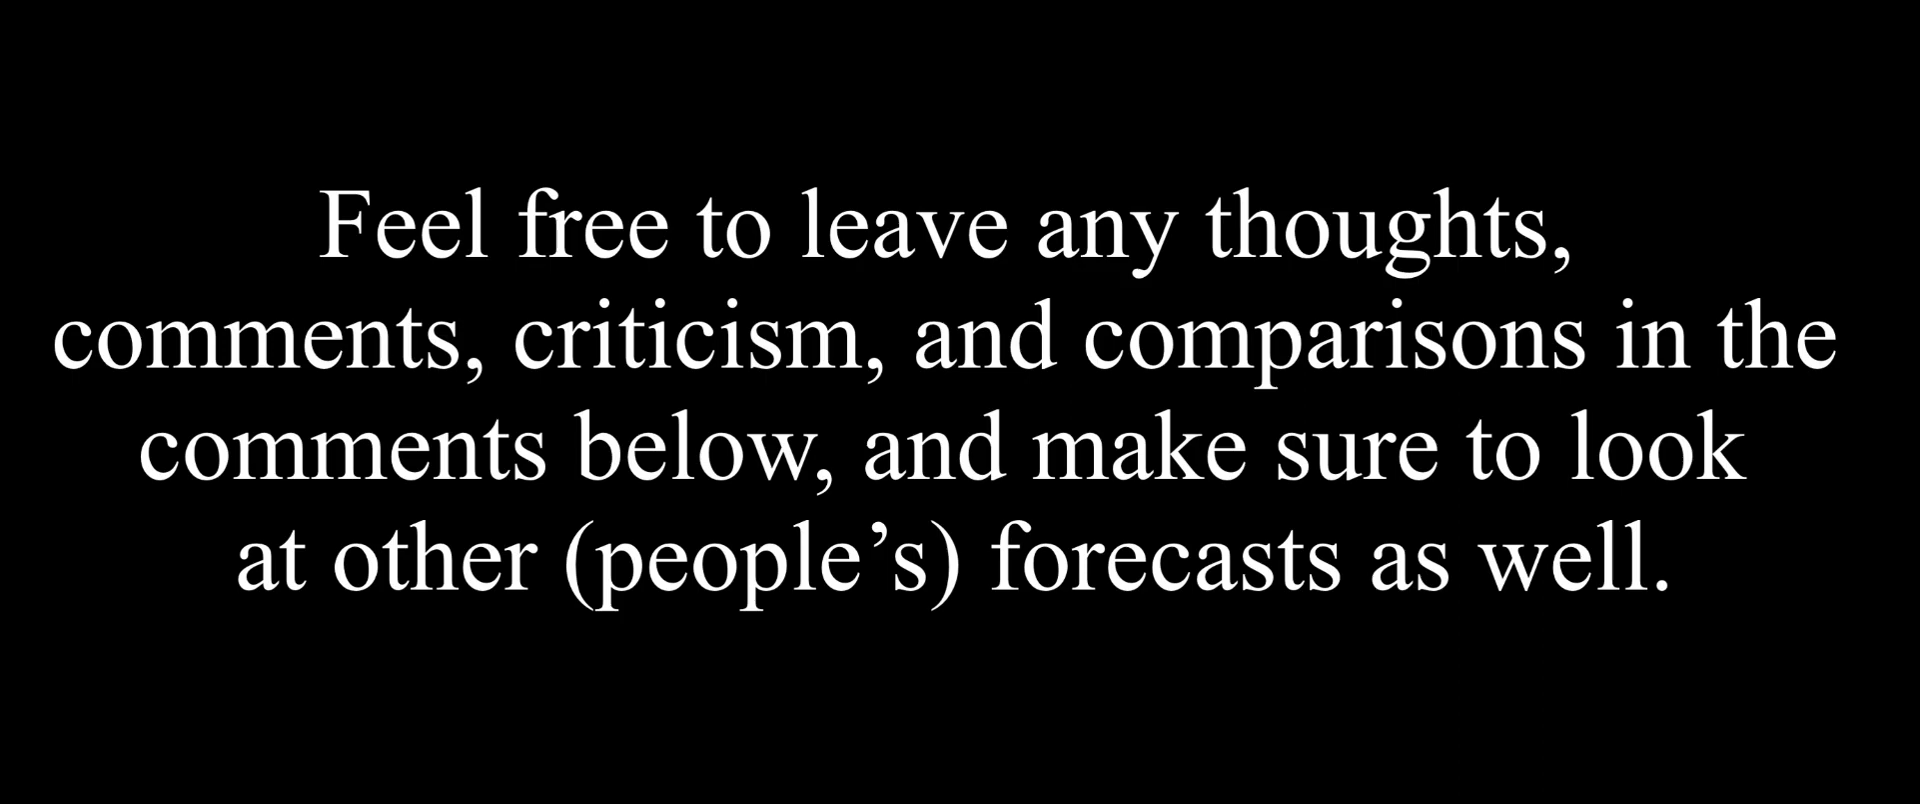 Feel free to leave any thoughts,
comments, criticism, and comparisons in the
comments below, and make sure to look
at other (people’s) forecasts as well.